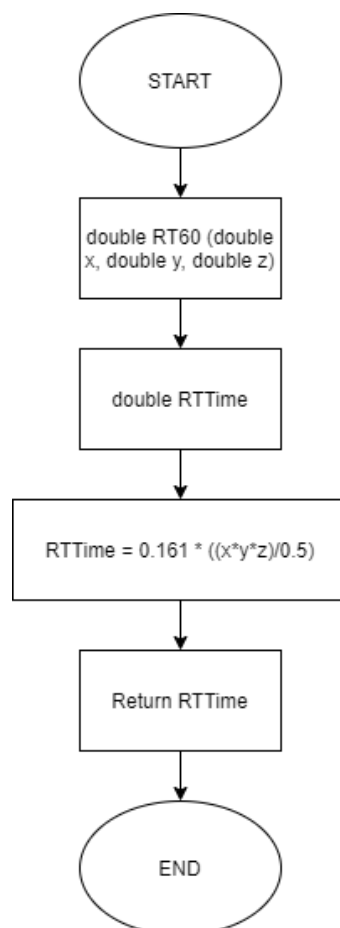 START
double RT60 (double
x, double y, double z)
double RTTime
RTTime = 0.161 * ((x*y*z)/0.5)
Return RTTime
END